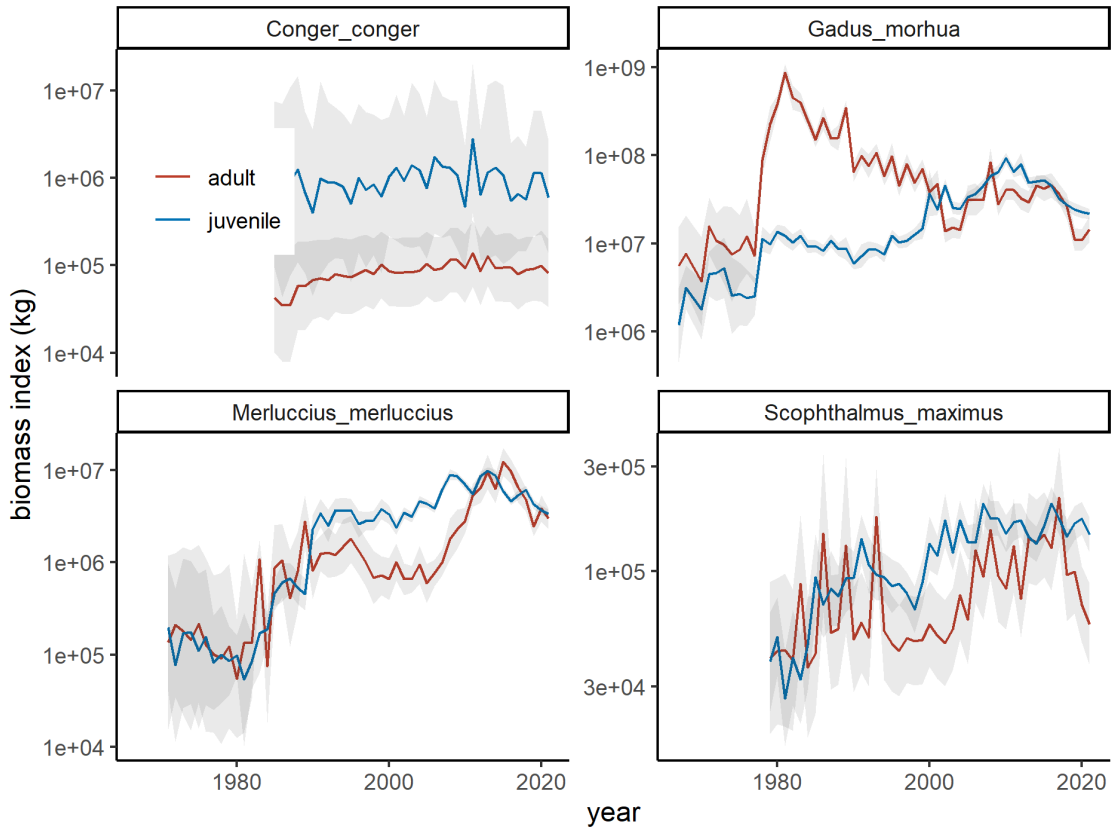 Conger_conger
Gadus_morhua
1e+07
1e+06
1e+05
1e+04
adult
juvenile
1e+09
1e+08
1e+07
1e+06
biomass index (kg)
Merluccius_merluccius
Scophthalmus_maximus
1e+07
1e+06
1e+05
1e+04
3e+05
1e+05
3e+04
1980
2000
2020
1980
2000
2020
year